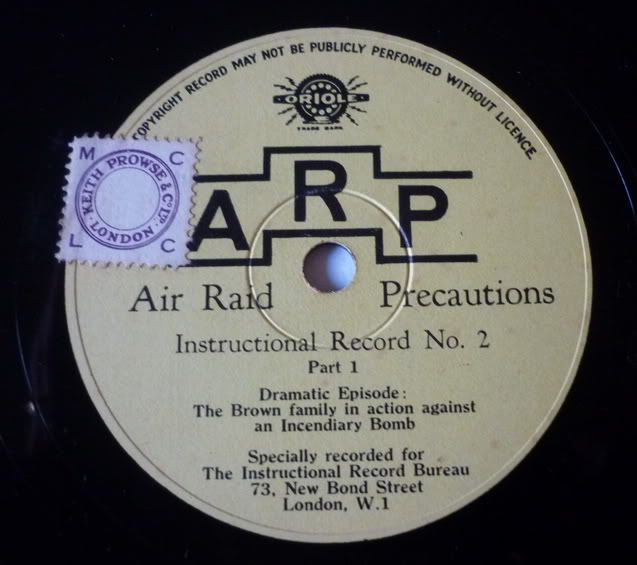 COPYRIGHT RECORD MAY NOT BE PUBLICLY PERFORMED WITHOUT LICENCE.
ORIOLE
TRADE MARK
M C
KEITH PROWSE & Co LTD.
LONDON
L C
ARP
Air Raid Precautions
Instructional Record No. 2
Part 1
Dramatic Episode:
The Brown family in action against
an Incendiary Bomb
Specially recorded for
The Instructional Record Bureau
73, New Bond Street
London, W.1